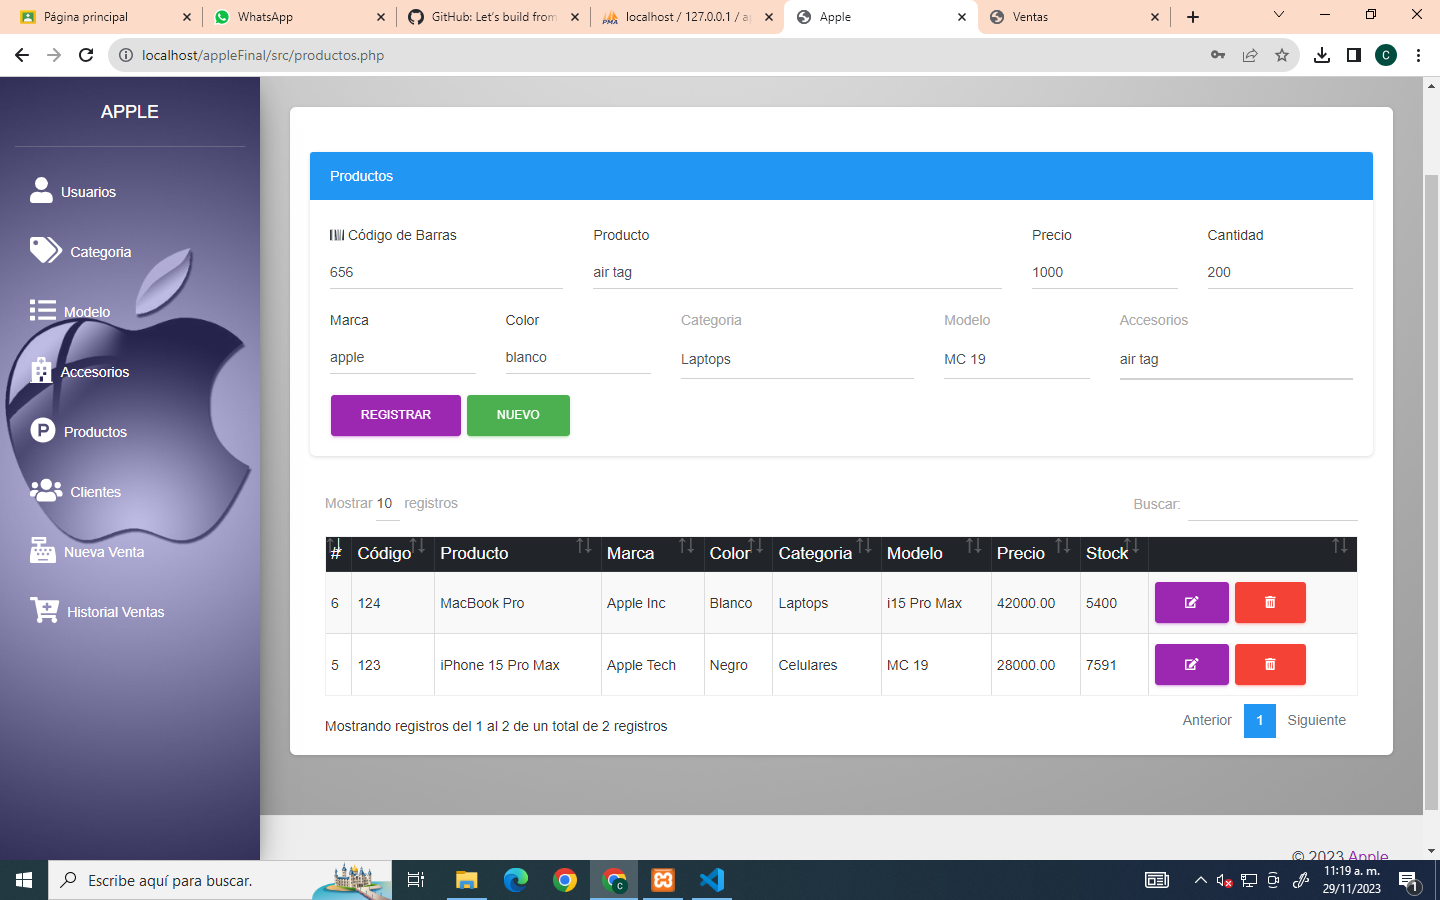 Página principal
WhatsApp
GitHub: Let's build from
localhost / 127.0.0.1 / a
Apple
Ventas
localhost/appleFinal/src/productos.php
C
APPLE
Usuarios
Categoria
Modelo
Accesorios
Productos
Clientes
Nueva Venta
Historial Ventas
Productos
Código de Barras Producto Precio Cantidad
656 air tag 1000 200
Marca Color Categoria Modelo Accesorios
apple blanco Laptops MC 19 air tag
REGISTRAR NUEVO
Mostrar 10 registros Buscar:
# Código Producto Marca Color Categoria Modelo Precio Stock
6 124 MacBook Pro Apple Inc Blanco Laptops i15 Pro Max 42000.00 5400
5 123 iPhone 15 Pro Max Apple Tech Negro Celulares MC 19 28000.00 7591
Mostrando registros del 1 al 2 de un total de 2 registros
Anterior 1 Siguiente
© 2023 Apple
Escribe aquí para buscar.
11:19 a. m.
29/11/2023
1